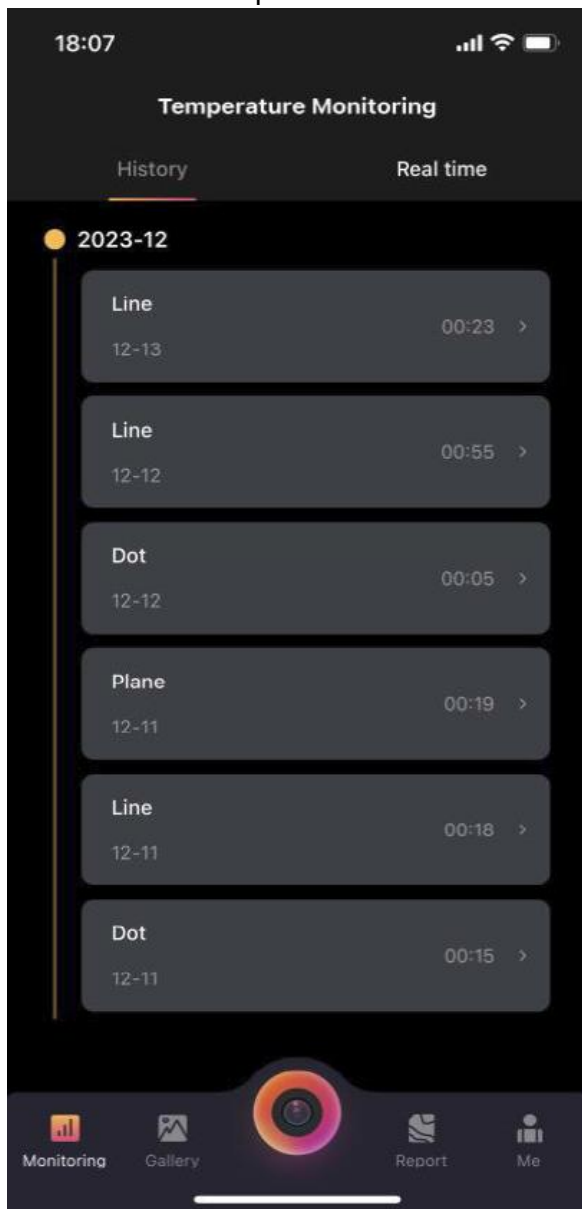 18:07
Temperature Monitoring
History
Real time
2023-12
Line
00:23
12-13
Line
00:55
12-12
Dot
00:05
12-12
Plane
00:19
12-11
Line
00:18
12-11
Dot
00:15
12-11
Monitoring
Gallery
Report
Me